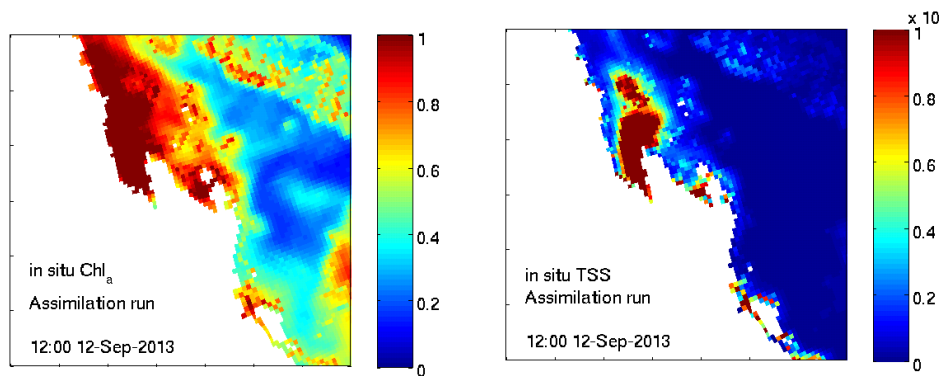 in situ Chl_a
Assimilation run
12:00 12-Sep-2013
1
0.8
0.6
0.4
0.2
0
in situ TSS
Assimilation run
12:00 12-Sep-2013
x 10
1
0.8
0.6
0.4
0.2
0